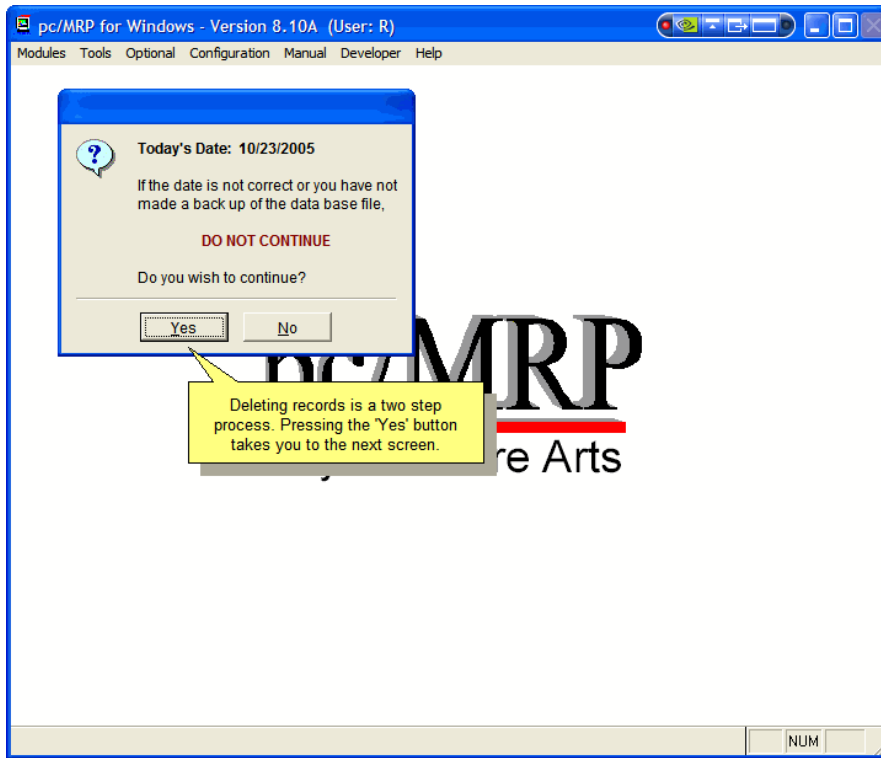 pc/MRP for Windows - Version 8.10A (User: R)
Modules Tools Optional Configuration Manual Developer Help
Today's Date: 10/23/2005
If the date is not correct or you have not
made a back up of the data base file,
DO NOT CONTINUE
Do you wish to continue?
Yes No
pc/MRP
Deleting records is a two step
process. Pressing the 'Yes' button
takes you to the next screen.
re Arts
NUM